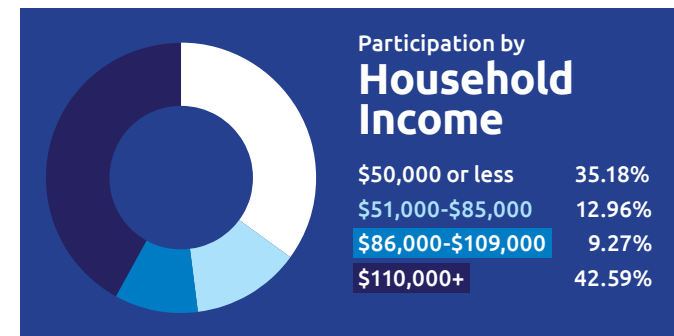 Participation by
Household
Income
$50,000 or less 35.18%
$51,000-$85,000 12.96%
$86,000-$109,000 9.27%
$110,000+ 42.59%